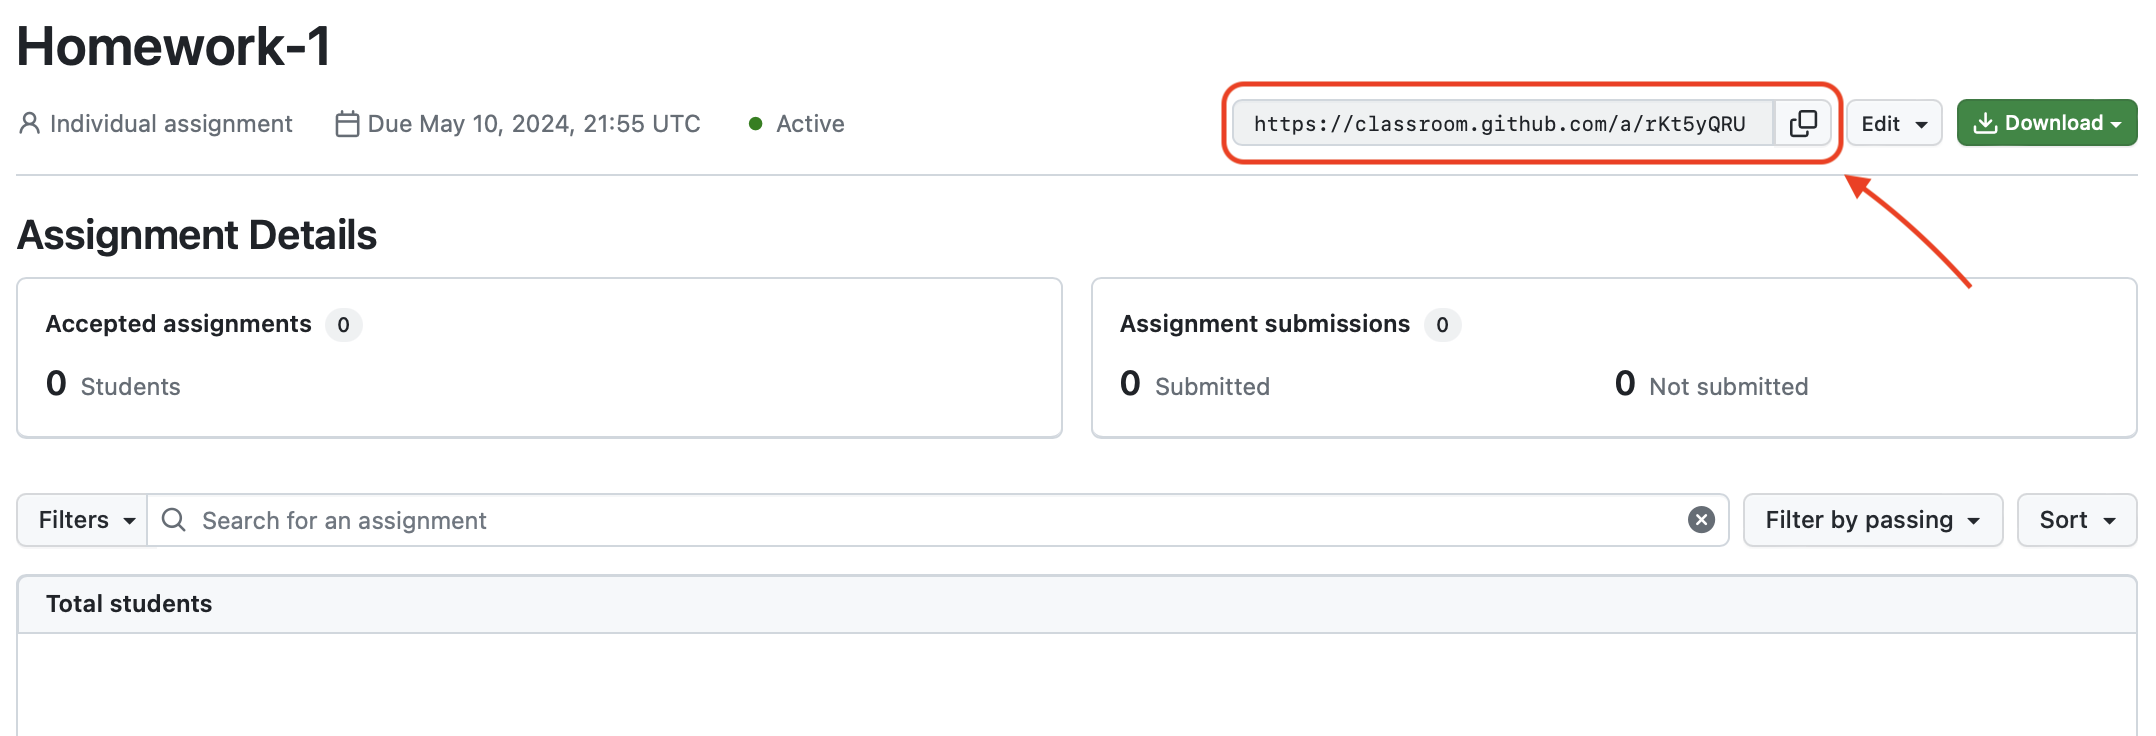 Homework-1
Individual assignment Due May 10, 2024, 21:55 UTC Active https://classroom.github.com/a/rKt5yQRU Edit Download
Assignment Details
Accepted assignments 0 Assignment submissions 0
0 Students 0 Submitted 0 Not submitted
Filters Search for an assignment Filter by passing Sort
Total students